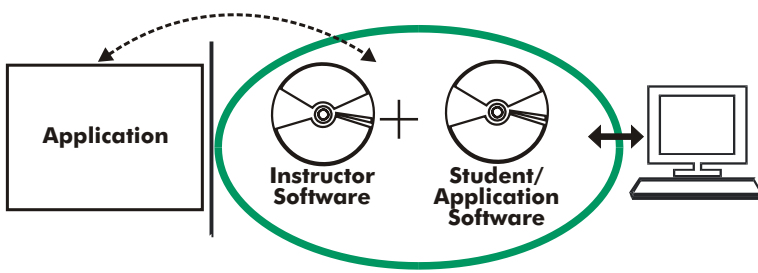 Application
Instructor
Software
Student/
Application
Software